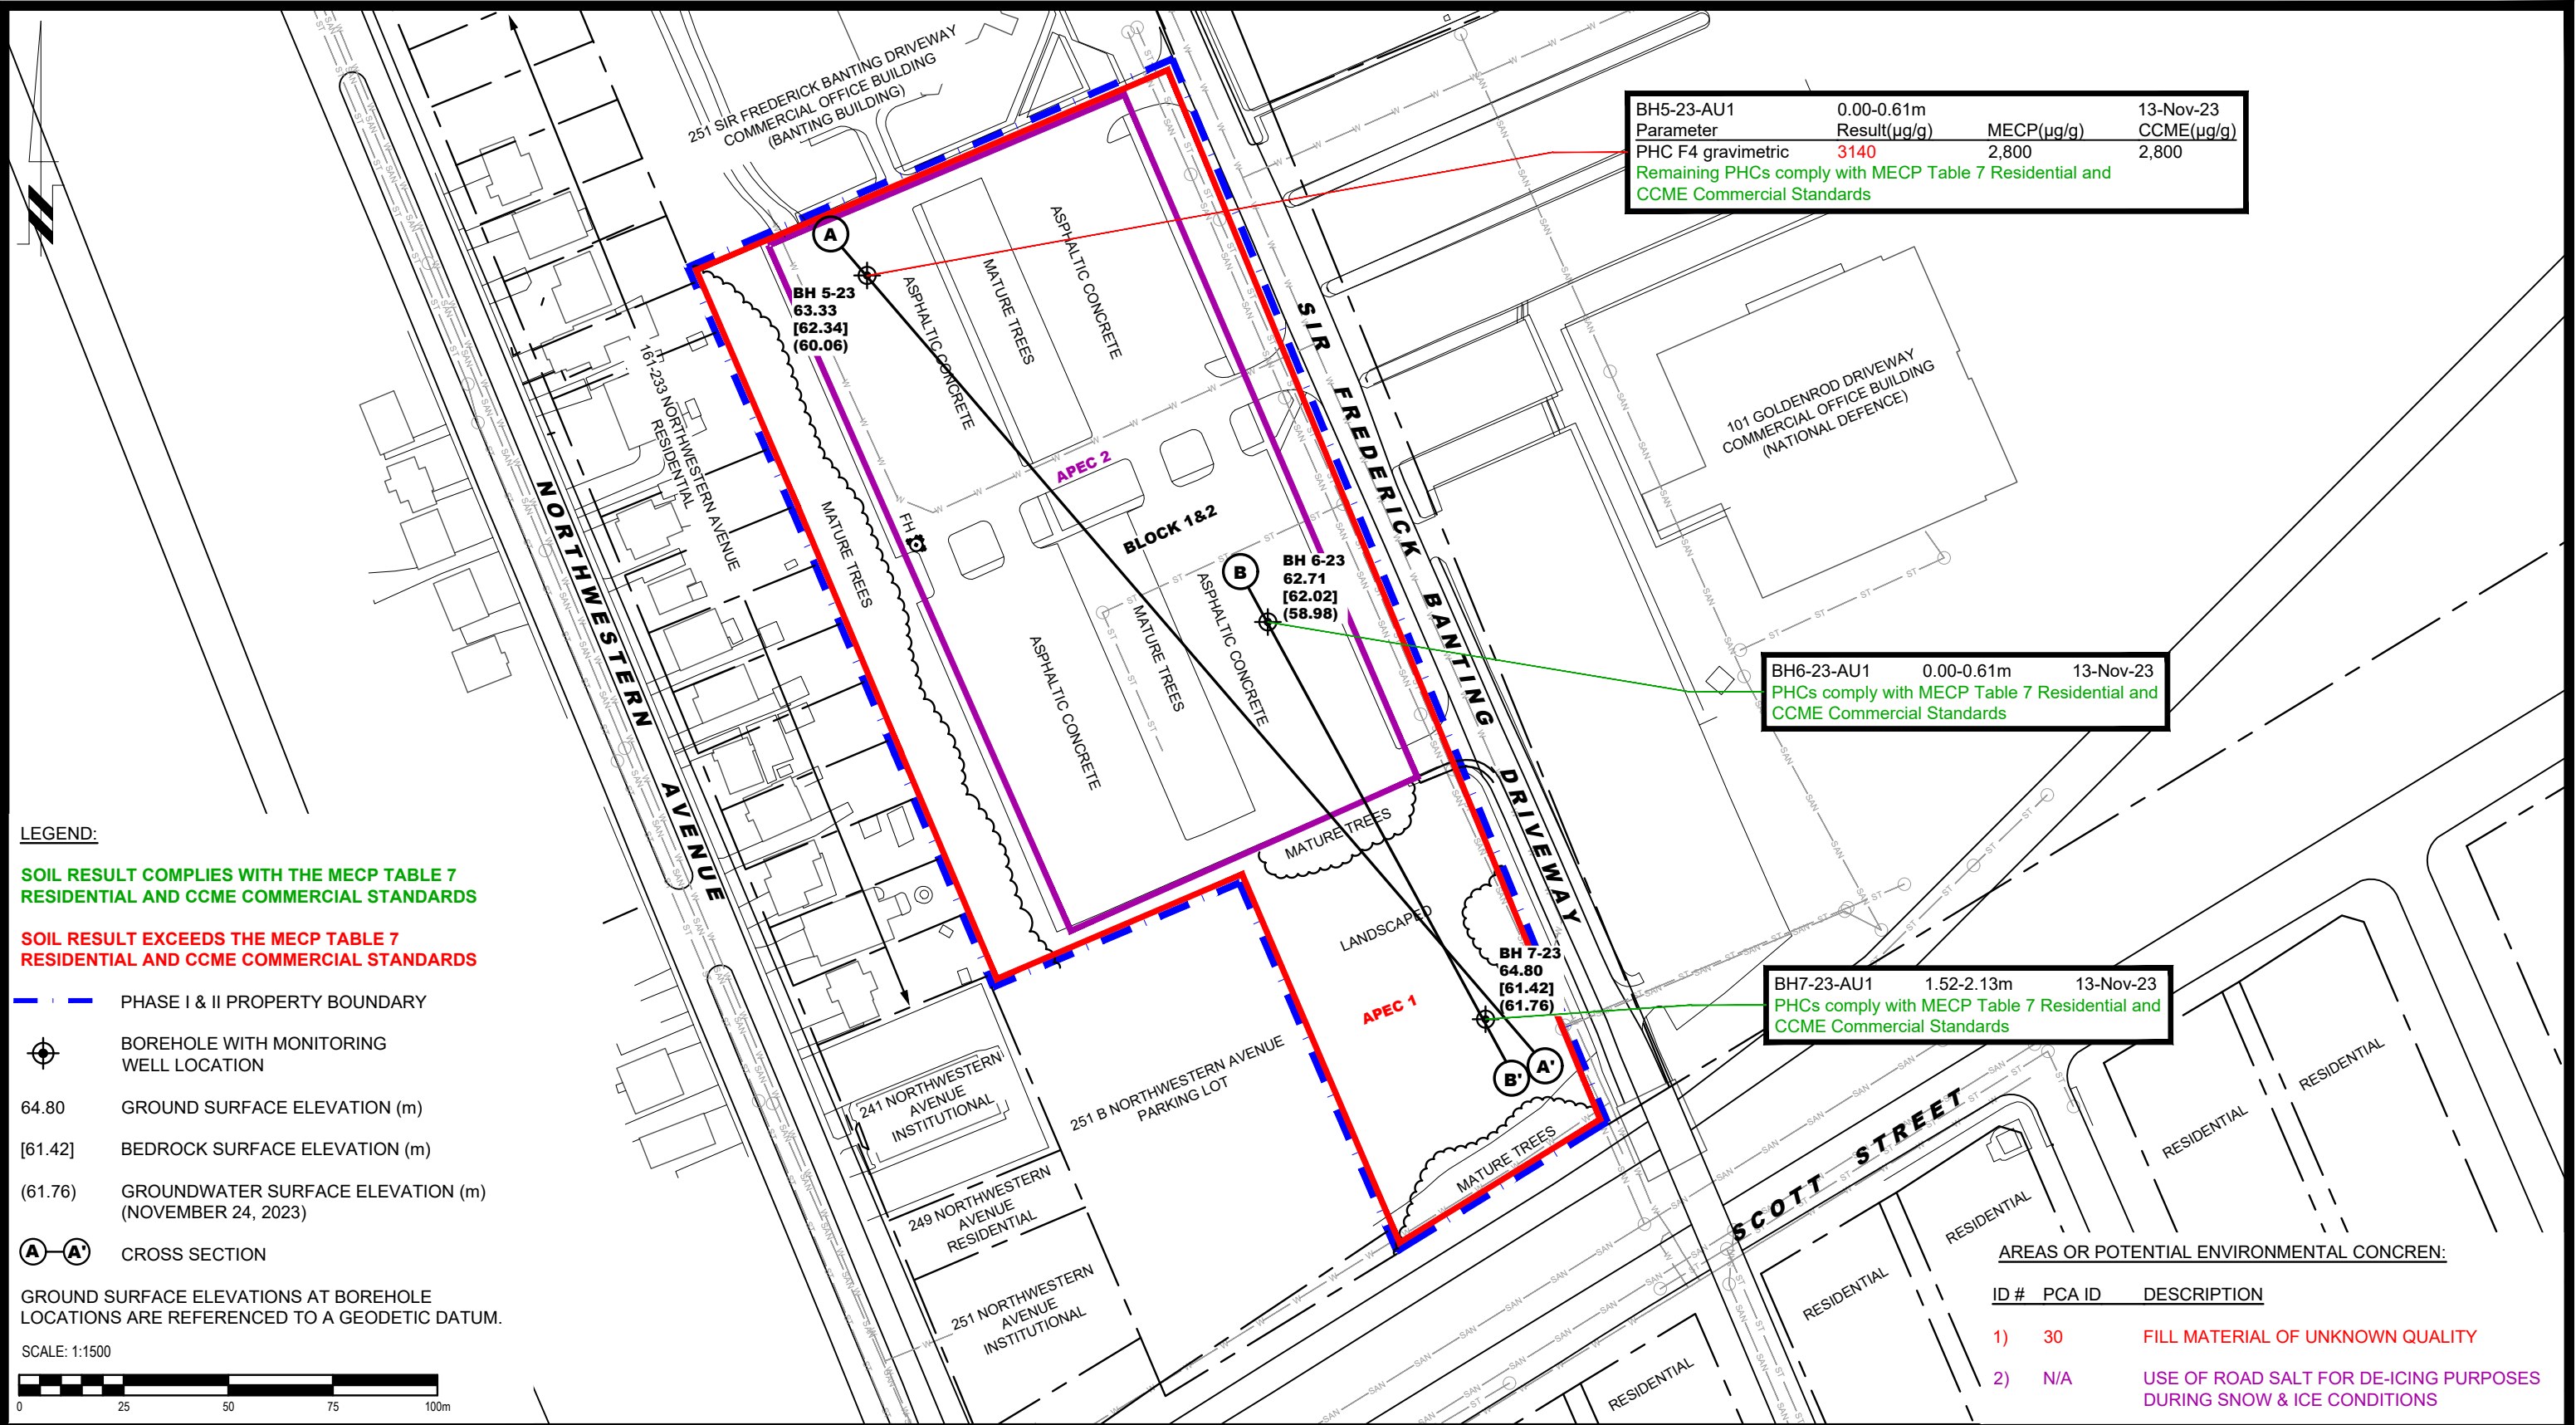 251 SIR FREDERICK BANTING DRIVEWAY
COMMERCIAL OFFICE BUILDING
(BANTING BUILDING)
BH5-23-AU1 0.00-0.61m 13-Nov-23
Parameter Result(µg/g) MECP(µg/g) CCME(µg/g)
PHC F4 gravimetric 3140 2,800 2,800
Remaining PHCs comply with MECP Table 7 Residential and
CCME Commercial Standards
A
BH 5-23
63.33
[62.34]
(60.06)
ASPHALTIC CONCRETE
MATURE TREES
ASPHALTIC CONCRETE
SIR FREDERICK BANTING DRIVEWAY
101 GOLDENROD DRIVEWAY
COMMERCIAL OFFICE BUILDING
(NATIONAL DEFENCE)
161-233 NORTHWESTERN AVENUE
RESIDENTIAL
NORTHWESTERN AVENUE
MATURE TREES
FH
APEC 2
BLOCK 1&2
B
BH 6-23
62.71
[62.02]
(58.98)
ASPHALTIC CONCRETE
MATURE TREES
ASPHALTIC CONCRETE
BH6-23-AU1 0.00-0.61m 13-Nov-23
PHCs comply with MECP Table 7 Residential and
CCME Commercial Standards
MATURE TREES
LANDSCAPED
BH 7-23
64.80
[61.42]
(61.76)
APEC 1
B'
A'
BH7-23-AU1 1.52-2.13m 13-Nov-23
PHCs comply with MECP Table 7 Residential and
CCME Commercial Standards
MATURE TREES
241 NORTHWESTERN
AVENUE
INSTITUTIONAL
251 B NORTHWESTERN AVENUE
PARKING LOT
249 NORTHWESTERN
AVENUE
RESIDENTIAL
251 NORTHWESTERN
AVENUE
INSTITUTIONAL
SCOTT STREET
RESIDENTIAL
RESIDENTIAL
RESIDENTIAL
RESIDENTIAL
RESIDENTIAL
LEGEND:
SOIL RESULT COMPLIES WITH THE MECP TABLE 7
RESIDENTIAL AND CCME COMMERCIAL STANDARDS
SOIL RESULT EXCEEDS THE MECP TABLE 7
RESIDENTIAL AND CCME COMMERCIAL STANDARDS
PHASE I & II PROPERTY BOUNDARY
BOREHOLE WITH MONITORING
WELL LOCATION
64.80 GROUND SURFACE ELEVATION (m)
[61.42] BEDROCK SURFACE ELEVATION (m)
(61.76) GROUNDWATER SURFACE ELEVATION (m)
(NOVEMBER 24, 2023)
A A' CROSS SECTION
GROUND SURFACE ELEVATIONS AT BOREHOLE
LOCATIONS ARE REFERENCED TO A GEODETIC DATUM.
SCALE: 1:1500
0 25 50 75 100m
AREAS OR POTENTIAL ENVIRONMENTAL CONCREN:
ID # PCA ID DESCRIPTION
1) 30 FILL MATERIAL OF UNKNOWN QUALITY
2) N/A USE OF ROAD SALT FOR DE-ICING PURPOSES
DURING SNOW & ICE CONDITIONS